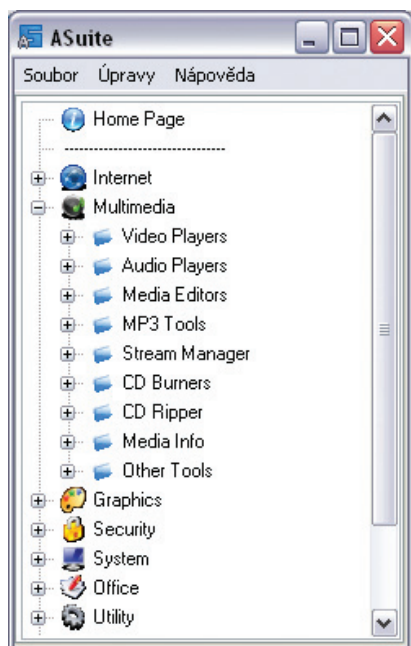 ASuite
Soubor Úpravy Nápověda
Home Page
--------------------------------
Internet
Multimedia
Video Players
Audio Players
Media Editors
MP3 Tools
Stream Manager
CD Burners
CD Ripper
Media Info
Other Tools
Graphics
Security
System
Office
Utility